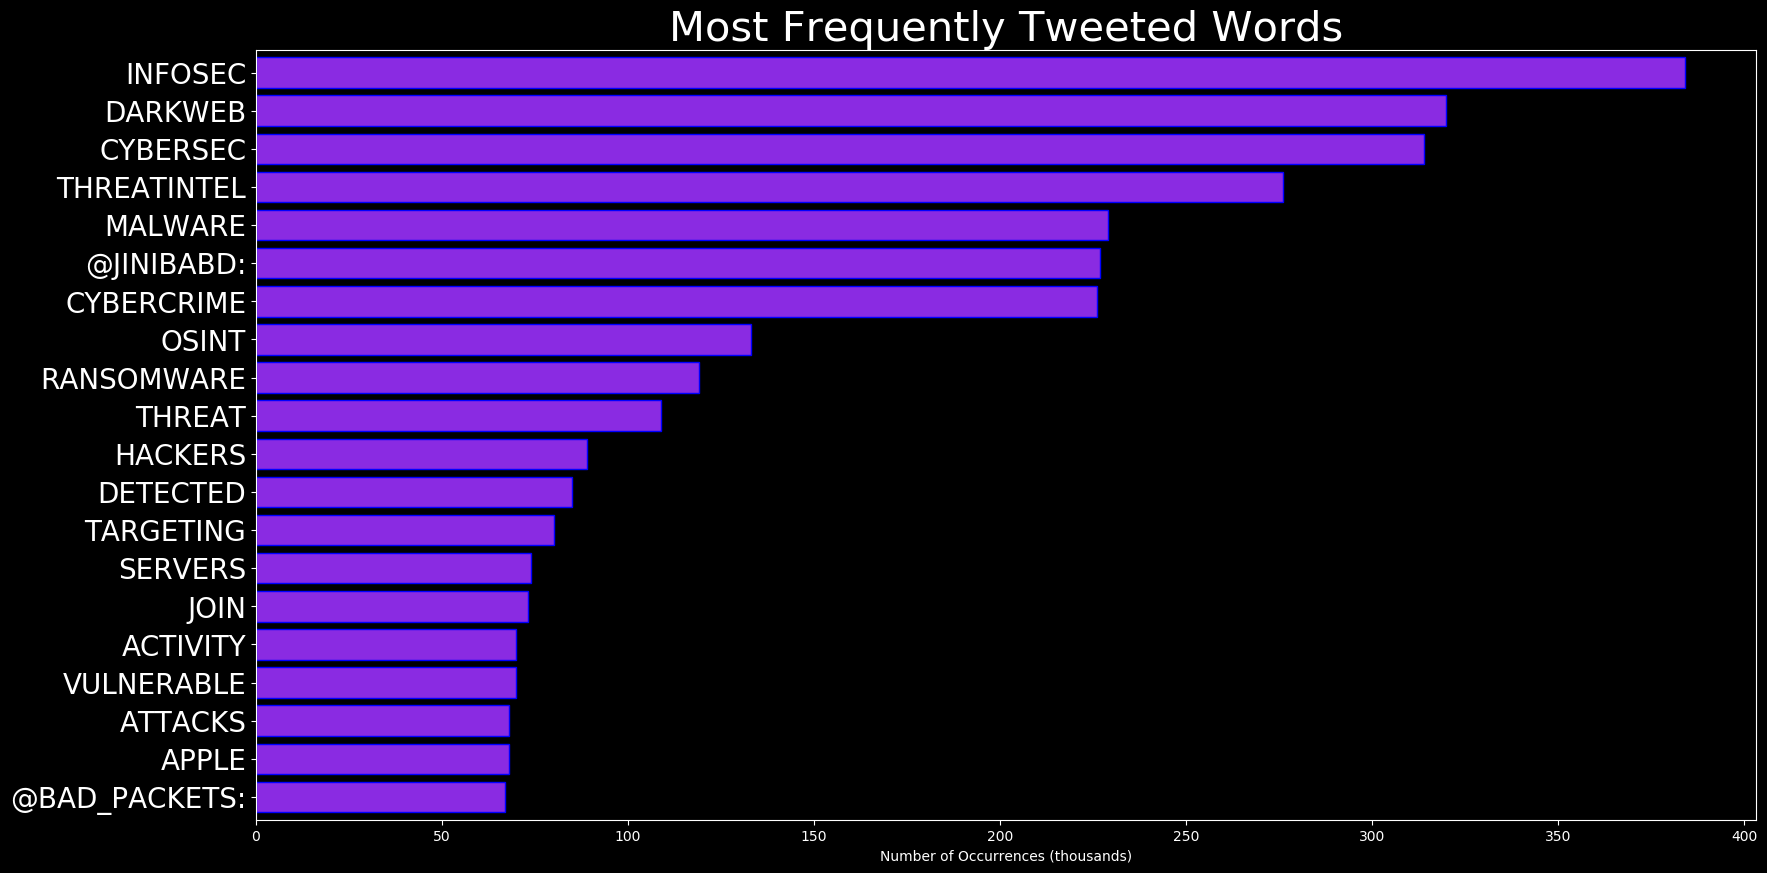 Most Frequently Tweeted Words
INFOSEC
DARKWEB
CYBERSEC
THREATINTEL
MALWARE
@JINIBABD:
CYBERCRIME
OSINT
RANSOMWARE
THREAT
HACKERS
DETECTED
TARGETING
SERVERS
JOIN
ACTIVITY
VULNERABLE
ATTACKS
APPLE
@BAD_PACKETS:
0 50 100 150 200 250 300 350 400
Number of Occurrences (thousands)